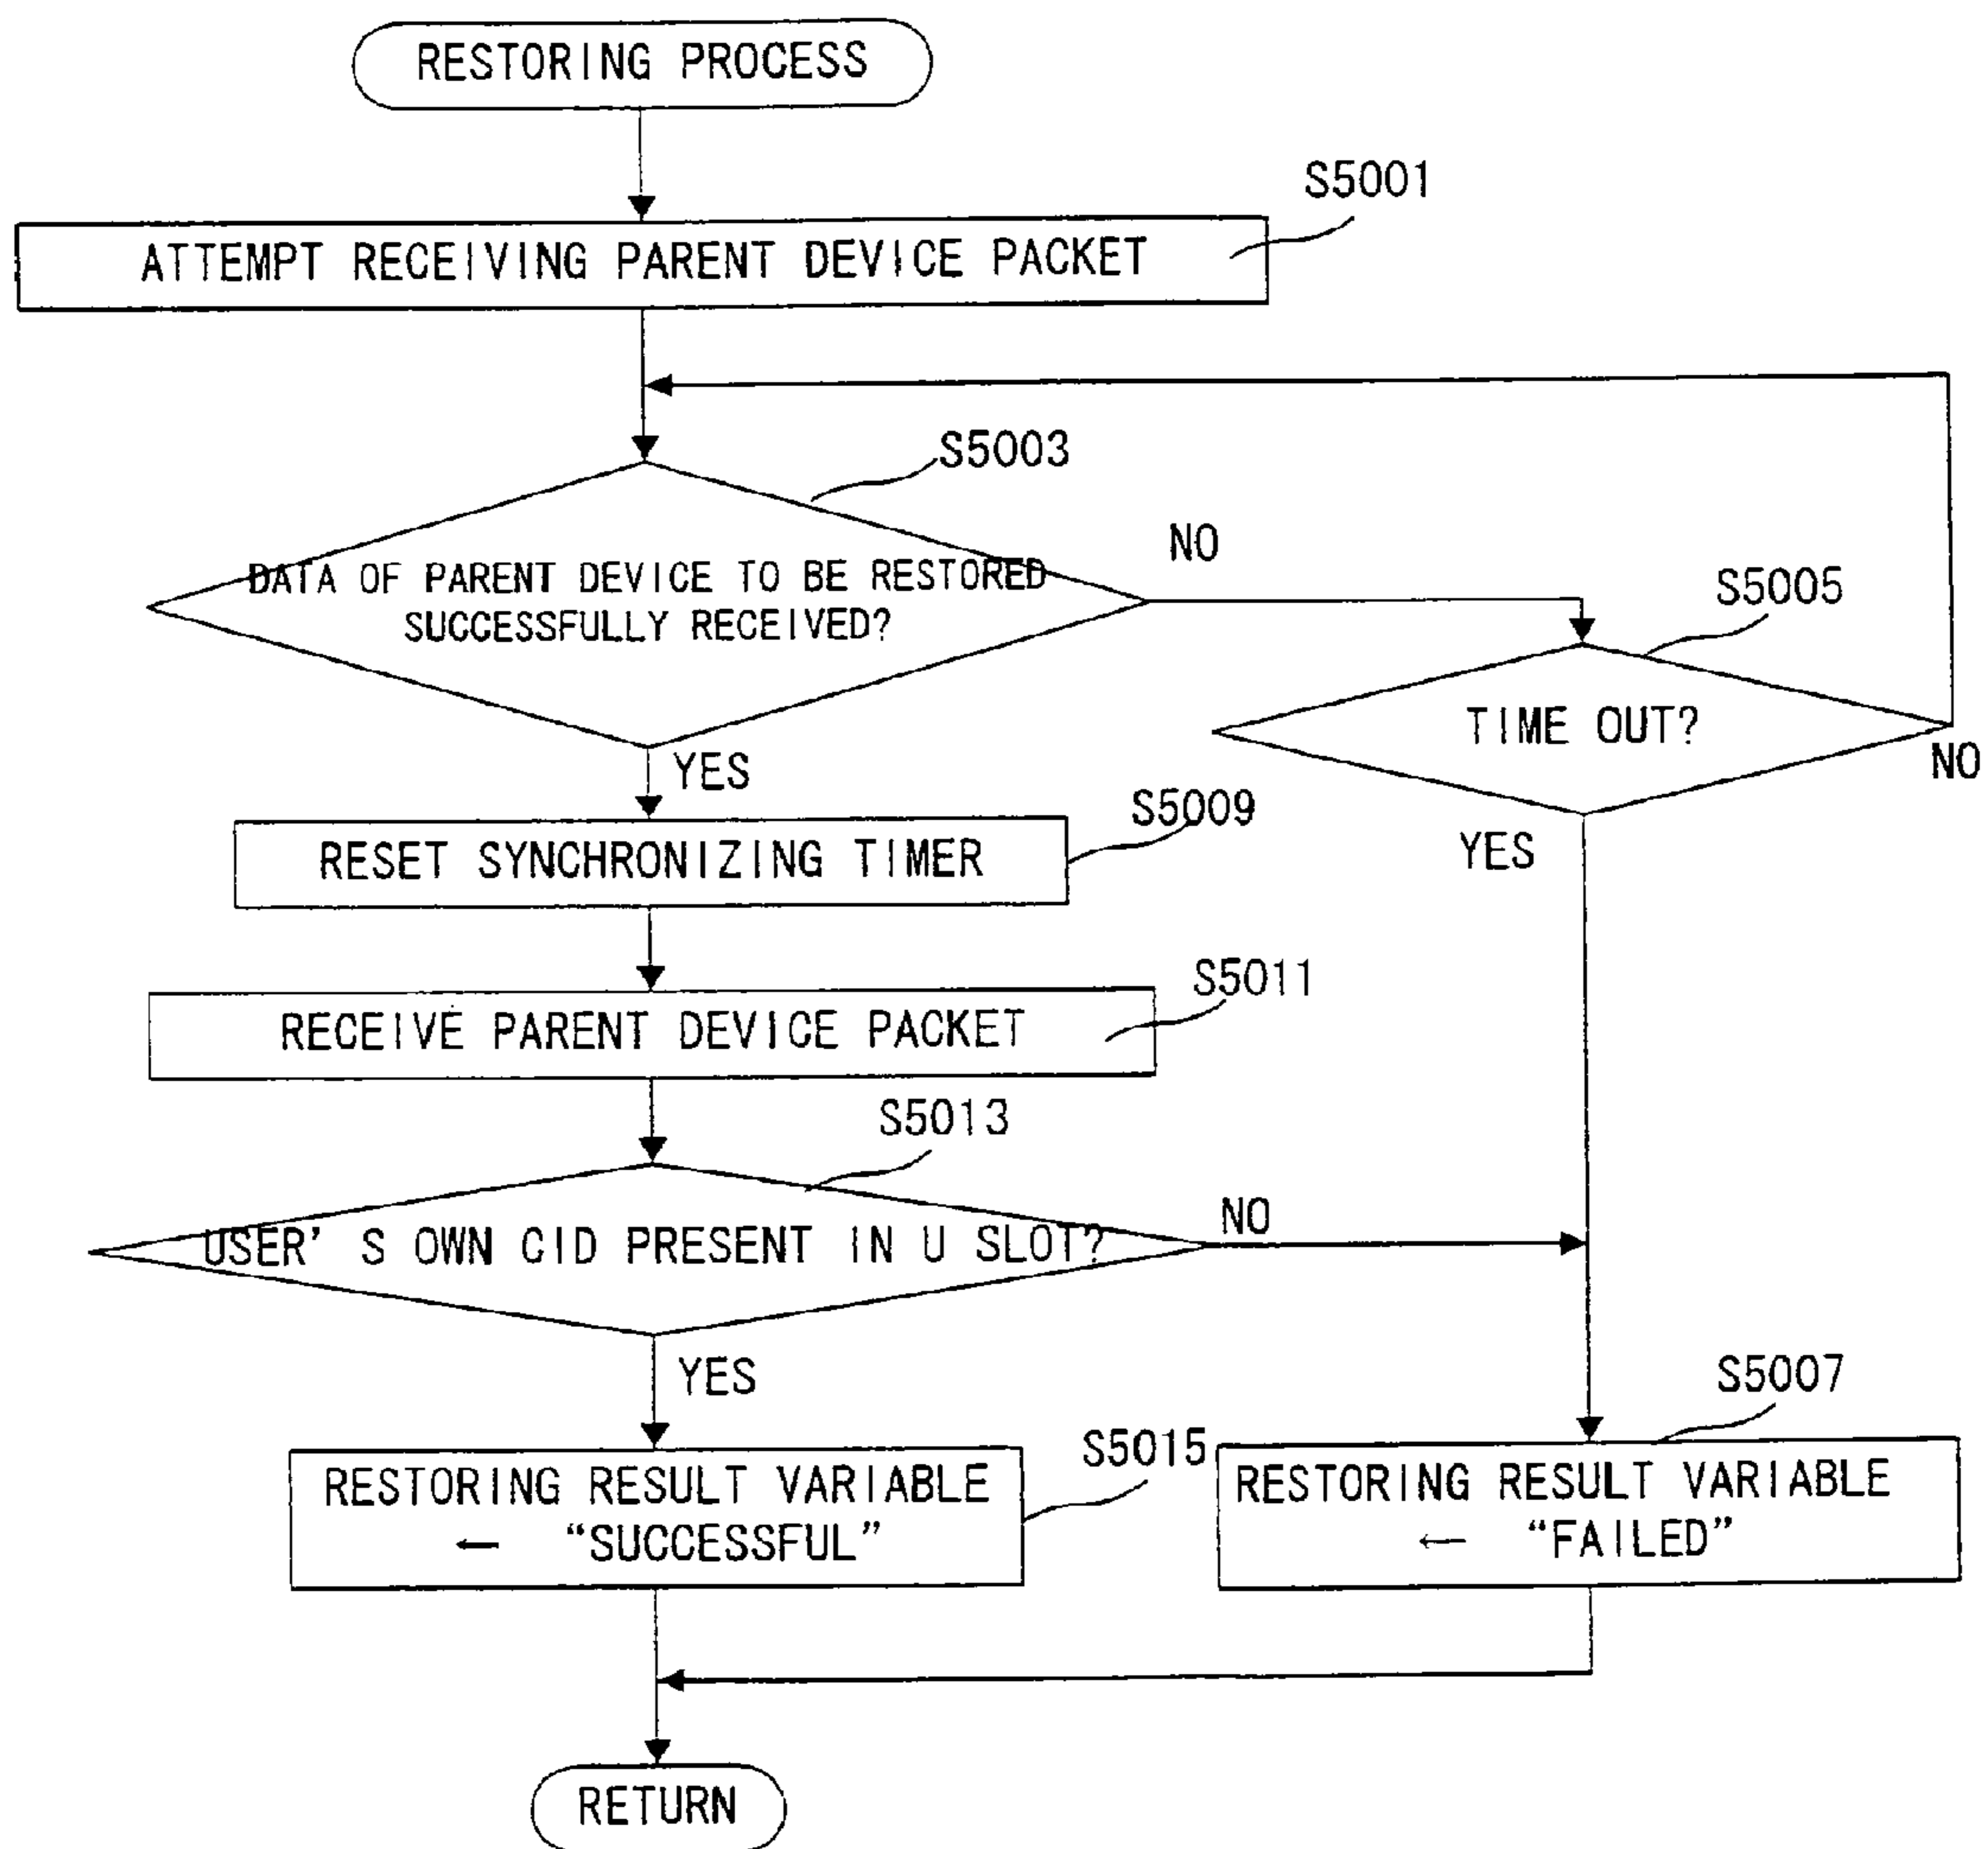 RESTORING PROCESS
S5001
ATTEMPT RECEIVING PARENT DEVICE PACKET
S5003
NO
DATA OF PARENT DEVICE TO BE RESTORED
SUCCESSFULLY RECEIVED?
S5005
TIME OUT?
NO
YES
S5009
YES
RESET SYNCHRONIZING TIMER
S5011
RECEIVE PARENT DEVICE PACKET
S5013
NO
USER' S OWN CID PRESENT IN U SLOT?
YES
S5007
S5015
RESTORING RESULT VARIABLE
← “SUCCESSFUL”
RESTORING RESULT VARIABLE
← “FAILED”
RETURN